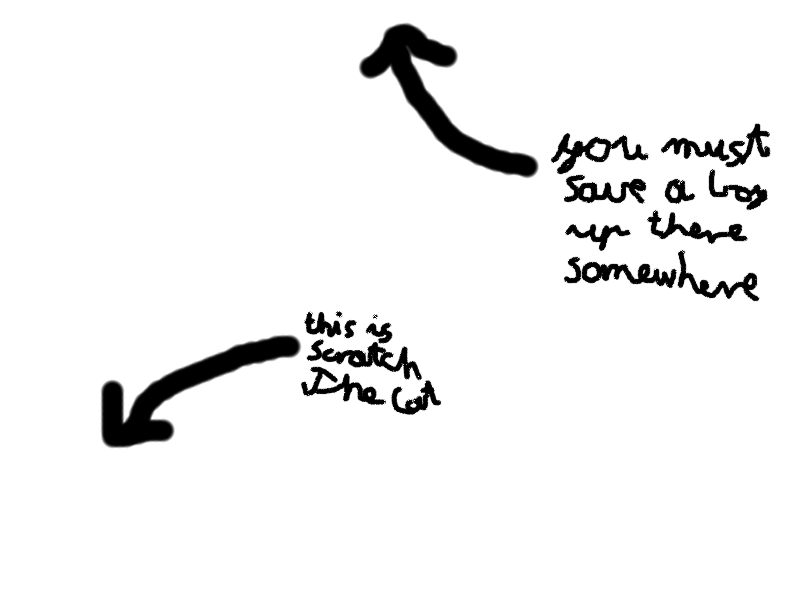 you must
save a boy
up there
somewhere
this is
scratch
The Cat